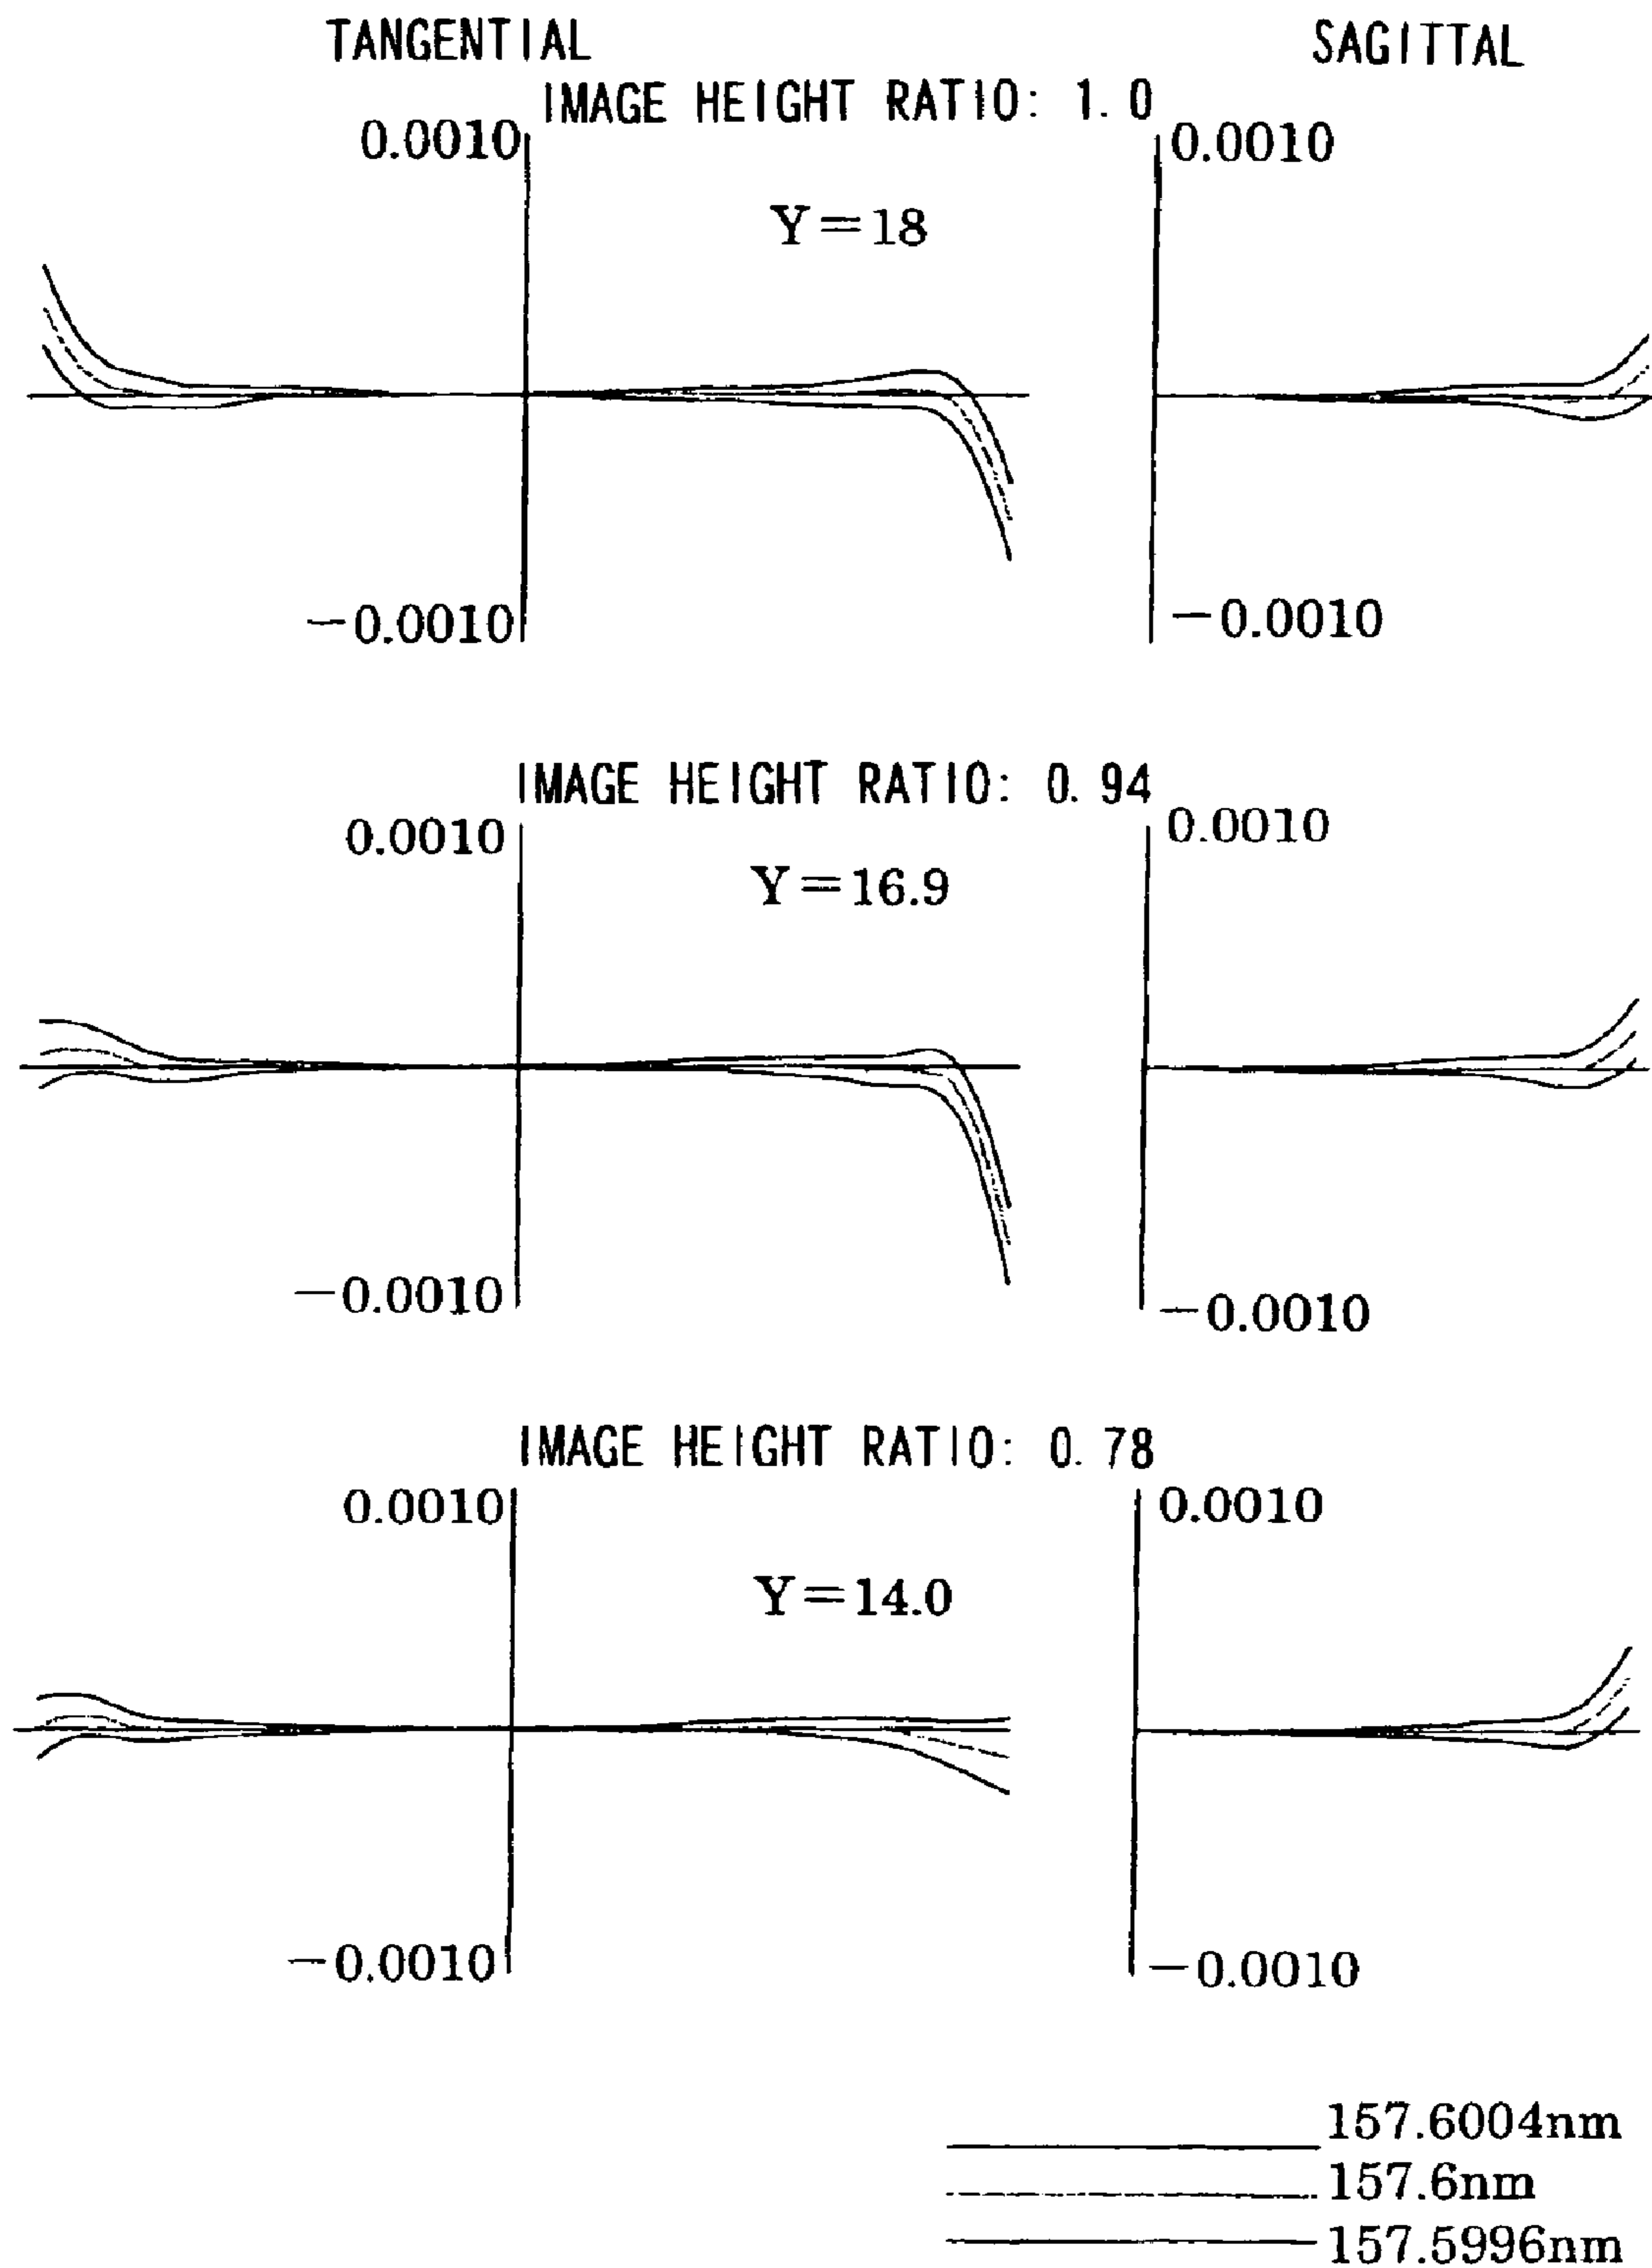 TANGENTIAL SAGITTAL
IMAGE HEIGHT RATIO: 1.0
0.0010 0.0010
Y=18
−0.0010 −0.0010
IMAGE HEIGHT RATIO: 0.94
0.0010 0.0010
Y=16.9
−0.0010 −0.0010
IMAGE HEIGHT RATIO: 0.78
0.0010 0.0010
Y=14.0
−0.0010 −0.0010
157.6004nm
157.6nm
157.5996nm